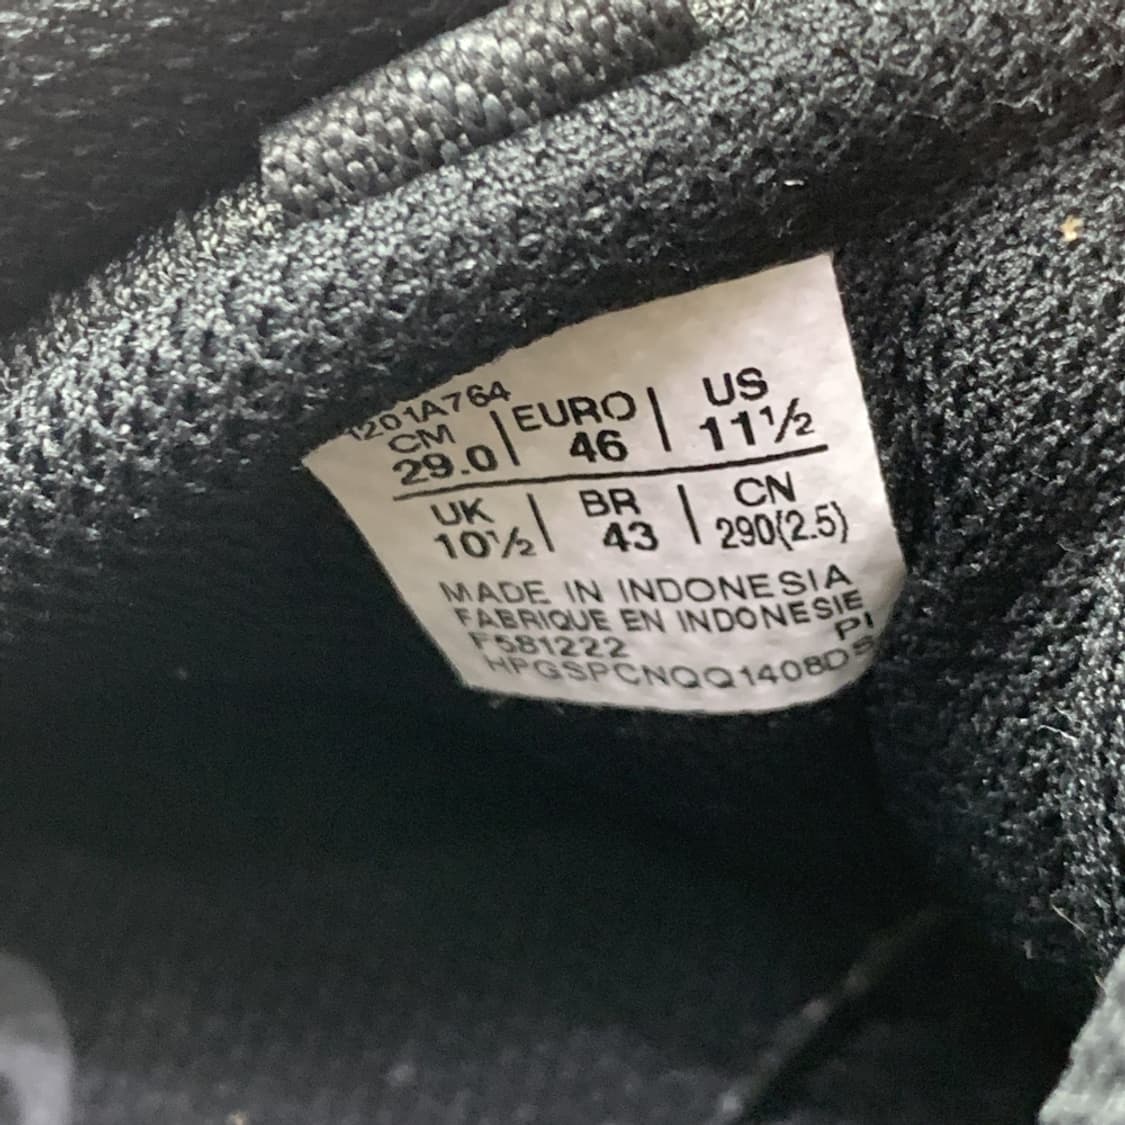 1201A764
CM | EURO | US
29.0 | 46 | 11½
UK | BR | CN
10½ | 43 | 290(2.5)
MADE IN INDONESIA
FABRIQUE EN INDONESIE
F581222 PI
HPGSPCNQQ1408DS